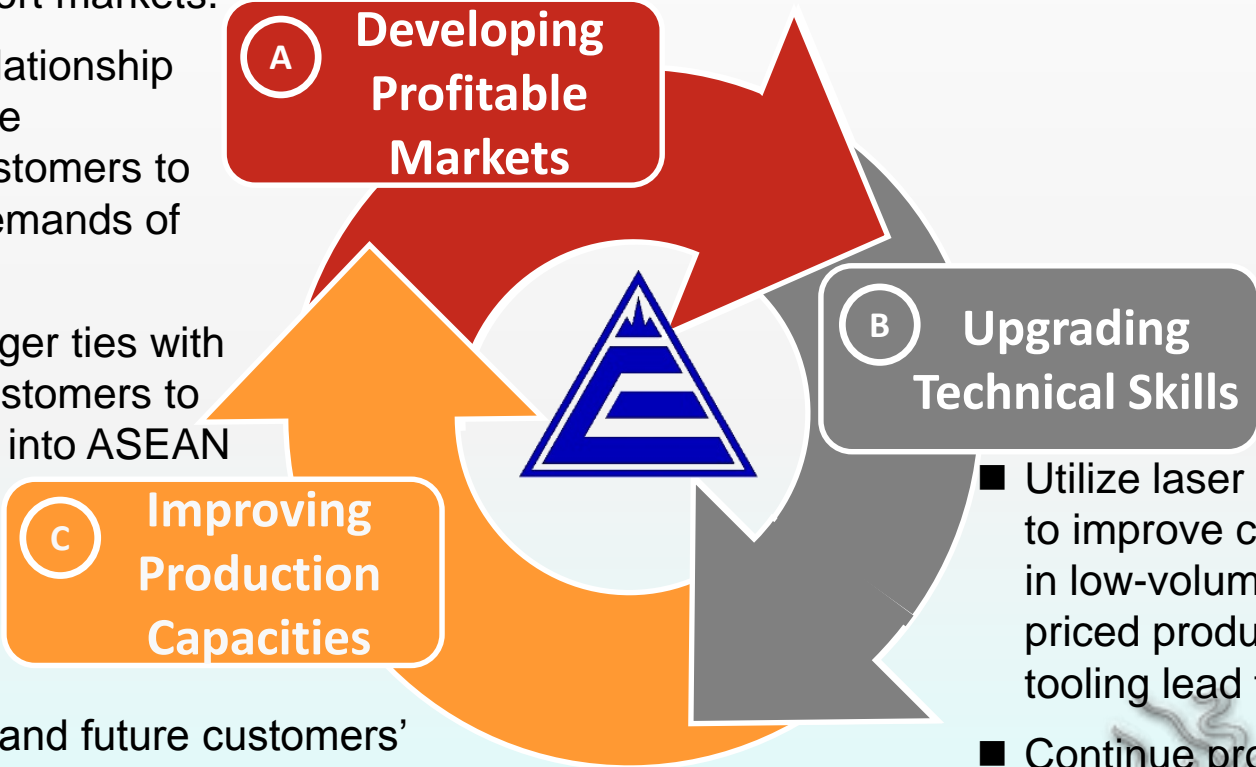 ort markets.
lationship
e
stomers to
emands of
ger ties with
stomers to
into ASEAN
A
Developing
Profitable
Markets
B
Upgrading
Technical Skills
■ Utilize laser
to improve c
in low-volum
priced produ
tooling lead
■ Continue pro
C
Improving
Production
Capacities
and future customers’